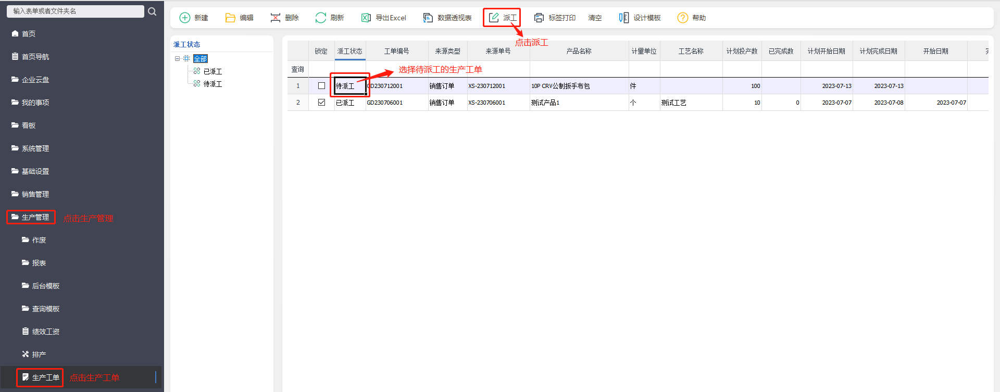 输入表单或者文件夹名
首页
首页导航
企业云盘
我的事项
看板
系统管理
基础设置
销售管理
生产管理 点击生产管理
作废
报表
后台模板
查询模板
绩效工资
排产
生产工单 点击生产工单
新建 编辑 删除 刷新 导出Excel 数据透视表 派工 标签打印 清空 设计模板 帮助
点击派工
派工状态
全部
已派工
待派工
锁定 派工状态 工单编号 来源类型 来源单号 产品名称 计量单位 工艺名称 计划投产数 已完成数 计划开始日期 计划完成日期 开始日期
查询 选择待派工的生产工单
1 待派工 GD230712001 销售订单 XS-230712001 10P CRV公制扳手布包 件 100 2023-07-13 2023-07-13
2 已派工 GD230706001 销售订单 XS-230706001 测试产品1 个 测试工艺 10 0 2023-07-07 2023-07-08 2023-07-07